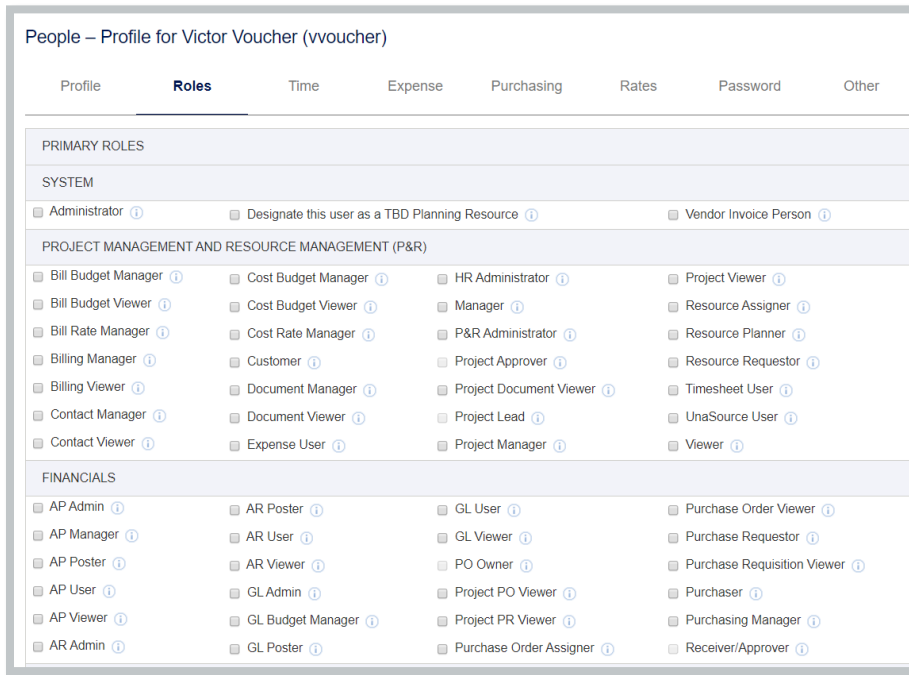 People – Profile for Victor Voucher (vvoucher)
Profile Roles Time Expense Purchasing Rates Password Other
PRIMARY ROLES
SYSTEM
Administrator Designate this user as a TBD Planning Resource Vendor Invoice Person
PROJECT MANAGEMENT AND RESOURCE MANAGEMENT (P&R)
Bill Budget Manager Cost Budget Manager HR Administrator Project Viewer
Bill Budget Viewer Cost Budget Viewer Manager Resource Assigner
Bill Rate Manager Cost Rate Manager P&R Administrator Resource Planner
Billing Manager Customer Project Approver Resource Requestor
Billing Viewer Document Manager Project Document Viewer Timesheet User
Contact Manager Document Viewer Project Lead UnaSource User
Contact Viewer Expense User Project Manager Viewer
FINANCIALS
AP Admin AR Poster GL User Purchase Order Viewer
AP Manager AR User GL Viewer Purchase Requestor
AP Poster AR Viewer PO Owner Purchase Requisition Viewer
AP User GL Admin Project PO Viewer Purchaser
AP Viewer GL Budget Manager Project PR Viewer Purchasing Manager
AR Admin GL Poster Purchase Order Assigner Receiver/Approver